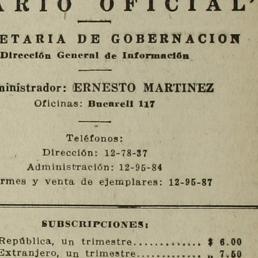 ARIO OFICIAL
ETARIA DE GOBERNACION
Dirección General de Información
ministrador: ERNESTO MARTINEZ
Oficinas: Bucareli 117
Teléfonos:
Dirección: 12-78-37
Administración: 12-95-84
ormes y venta de ejemplares: 12-95-87
SUBSCRIPCIONES:
República, un trimestre............ $ 6.00
Extranjero, un trimestre........... „ 7.50